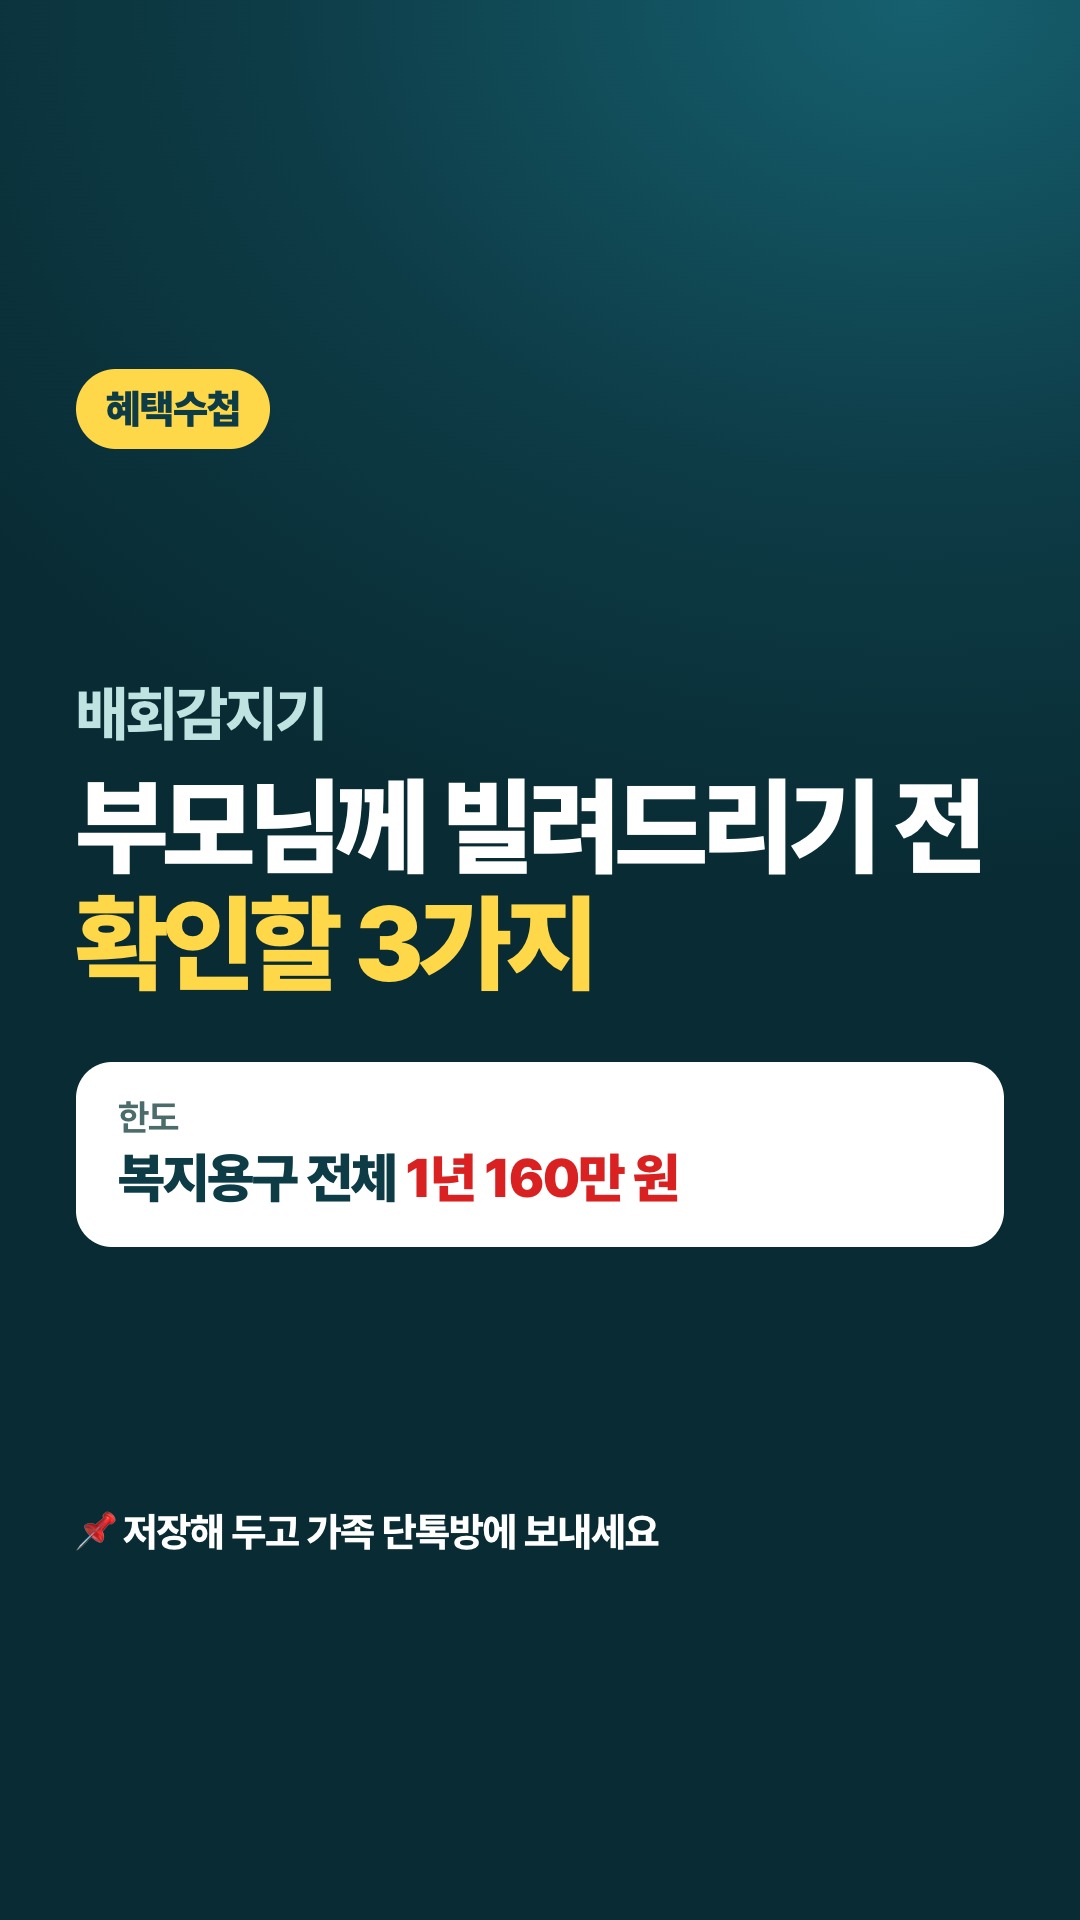 혜택수첩
배회감지기
부모님께 빌려드리기 전
확인할 3가지
한도
복지용구 전체 1년 160만 원
📌 저장해 두고 가족 단톡방에 보내세요